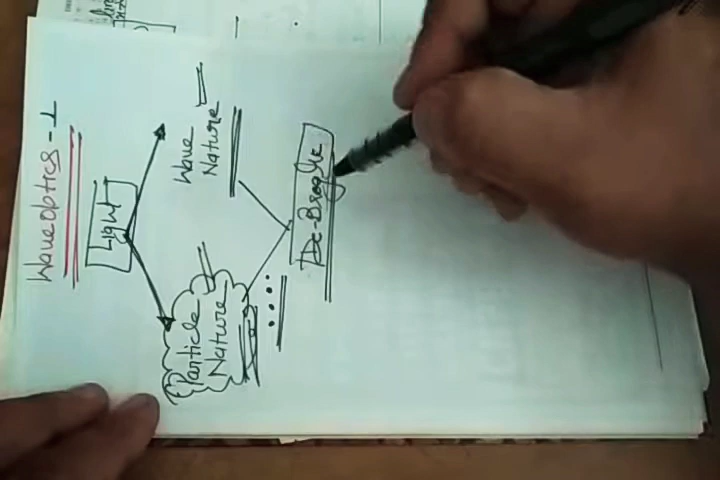 Wave Optics - 1
Light
Wave
Nature
Particle
Nature
De-Broglie